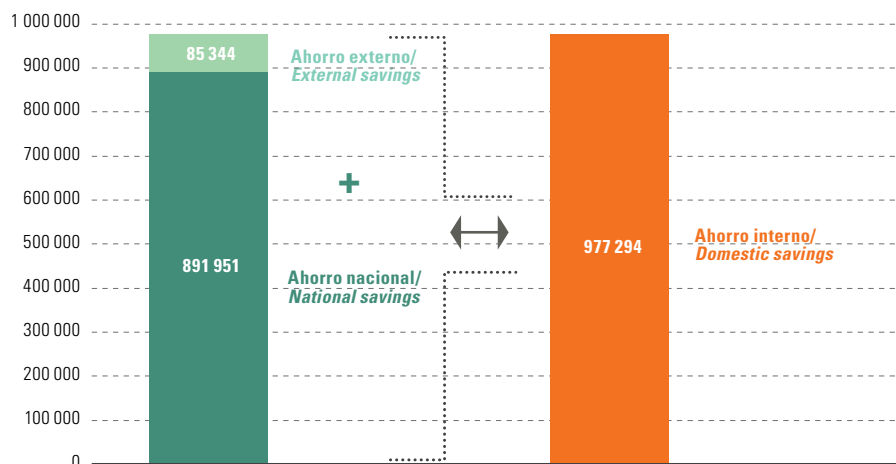 1 000 000
900 000
800 000
700 000
600 000
500 000
400 000
300 000
200 000
100 000
0
85 344
891 951
Ahorro externo/
External savings
+
Ahorro nacional/
National savings
977 294
Ahorro interno/
Domestic savings